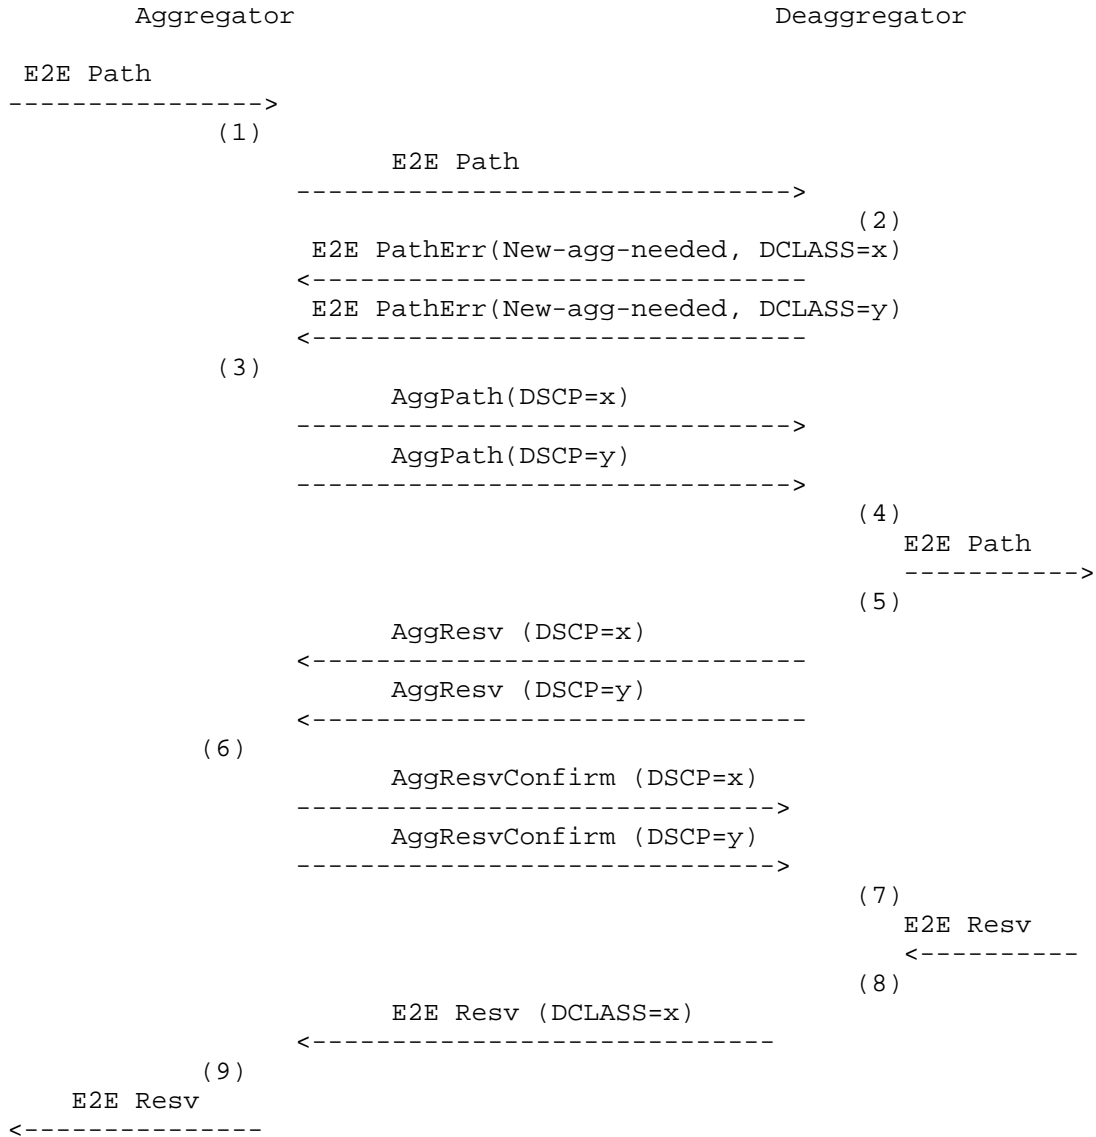 Aggregator Deaggregator
E2E Path
---------------->
(1)
E2E Path
------------------------------->
(2)
E2E PathErr(New-agg-needed, DCLASS=x)
<-------------------------------
E2E PathErr(New-agg-needed, DCLASS=y)
<-------------------------------
(3)
AggPath(DSCP=x)
------------------------------->
AggPath(DSCP=y)
------------------------------->
(4)
E2E Path
----------->
(5)
AggResv (DSCP=x)
<-------------------------------
AggResv (DSCP=y)
<-------------------------------
(6)
AggResvConfirm (DSCP=x)
------------------------------>
AggResvConfirm (DSCP=y)
------------------------------>
(7)
E2E Resv
<----------
(8)
E2E Resv (DCLASS=x)
<-----------------------------
(9)
E2E Resv
<---------------